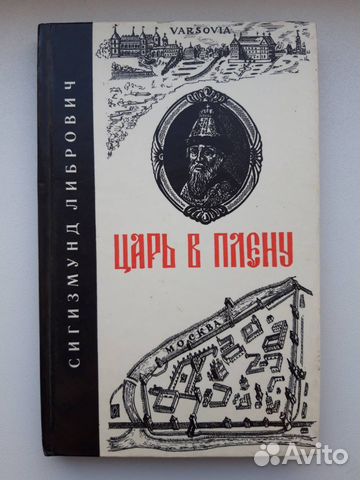 VARSOVIA
СИГИЗМУНД ЛИБРОВИЧ
ЦАРЬ В ПЛЕНУ
МОСКВА
Avito